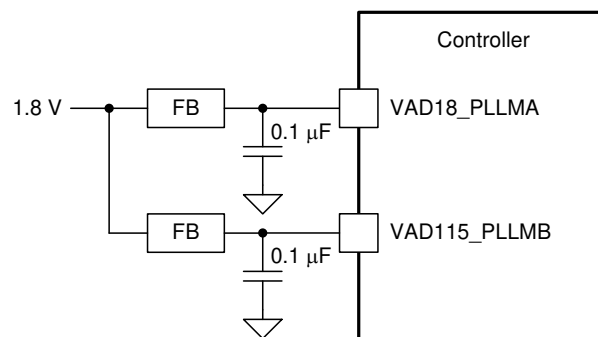 Controller
1.8 V
FB
VAD18_PLLMA
0.1 μF
FB
VAD115_PLLMB
0.1 μF